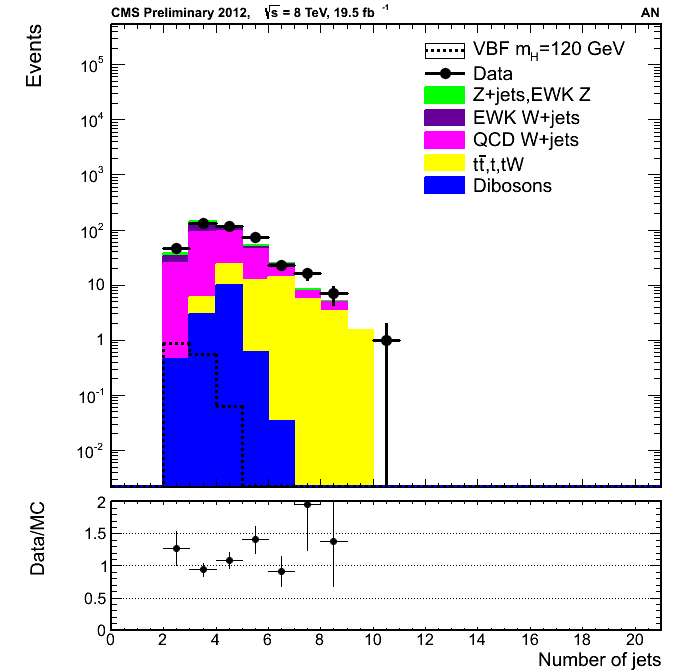 CMS Preliminary 2012, √s = 8 TeV, 19.5 fb⁻¹ AN
Events
VBF m_H=120 GeV
Data
Z+jets,EWK Z
EWK W+jets
QCD W+jets
tt̄,t,tW
Dibosons
10⁵
10⁴
10³
10²
10
1
10⁻¹
10⁻²
Data/MC
2
1.5
1
0.5
0
0 2 4 6 8 10 12 14 16 18 20
Number of jets